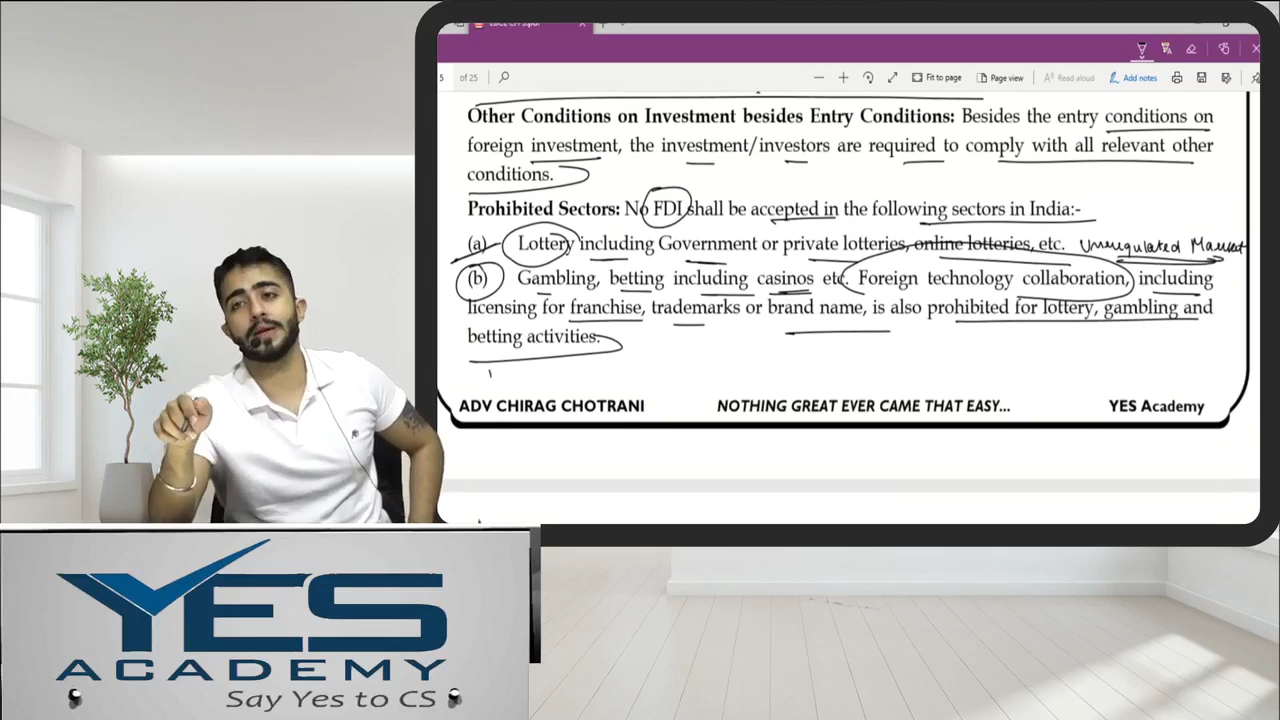 5 of 25
Fit to page
Page view
Read aloud
Add notes
Other Conditions on Investment besides Entry Conditions: Besides the entry conditions on
foreign investment, the investment/investors are required to comply with all relevant other
conditions.
Prohibited Sectors: No FDI shall be accepted in the following sectors in India:-
(a) Lottery including Government or private lotteries, online lotteries, etc. Unregulated Market
(b) Gambling, betting including casinos etc. Foreign technology collaboration, including
licensing for franchise, trademarks or brand name, is also prohibited for lottery, gambling and
betting activities.
ADV CHIRAG CHOTRANI
NOTHING GREAT EVER CAME THAT EASY...
YES Academy
YES
ACADEMY
Say Yes to CS